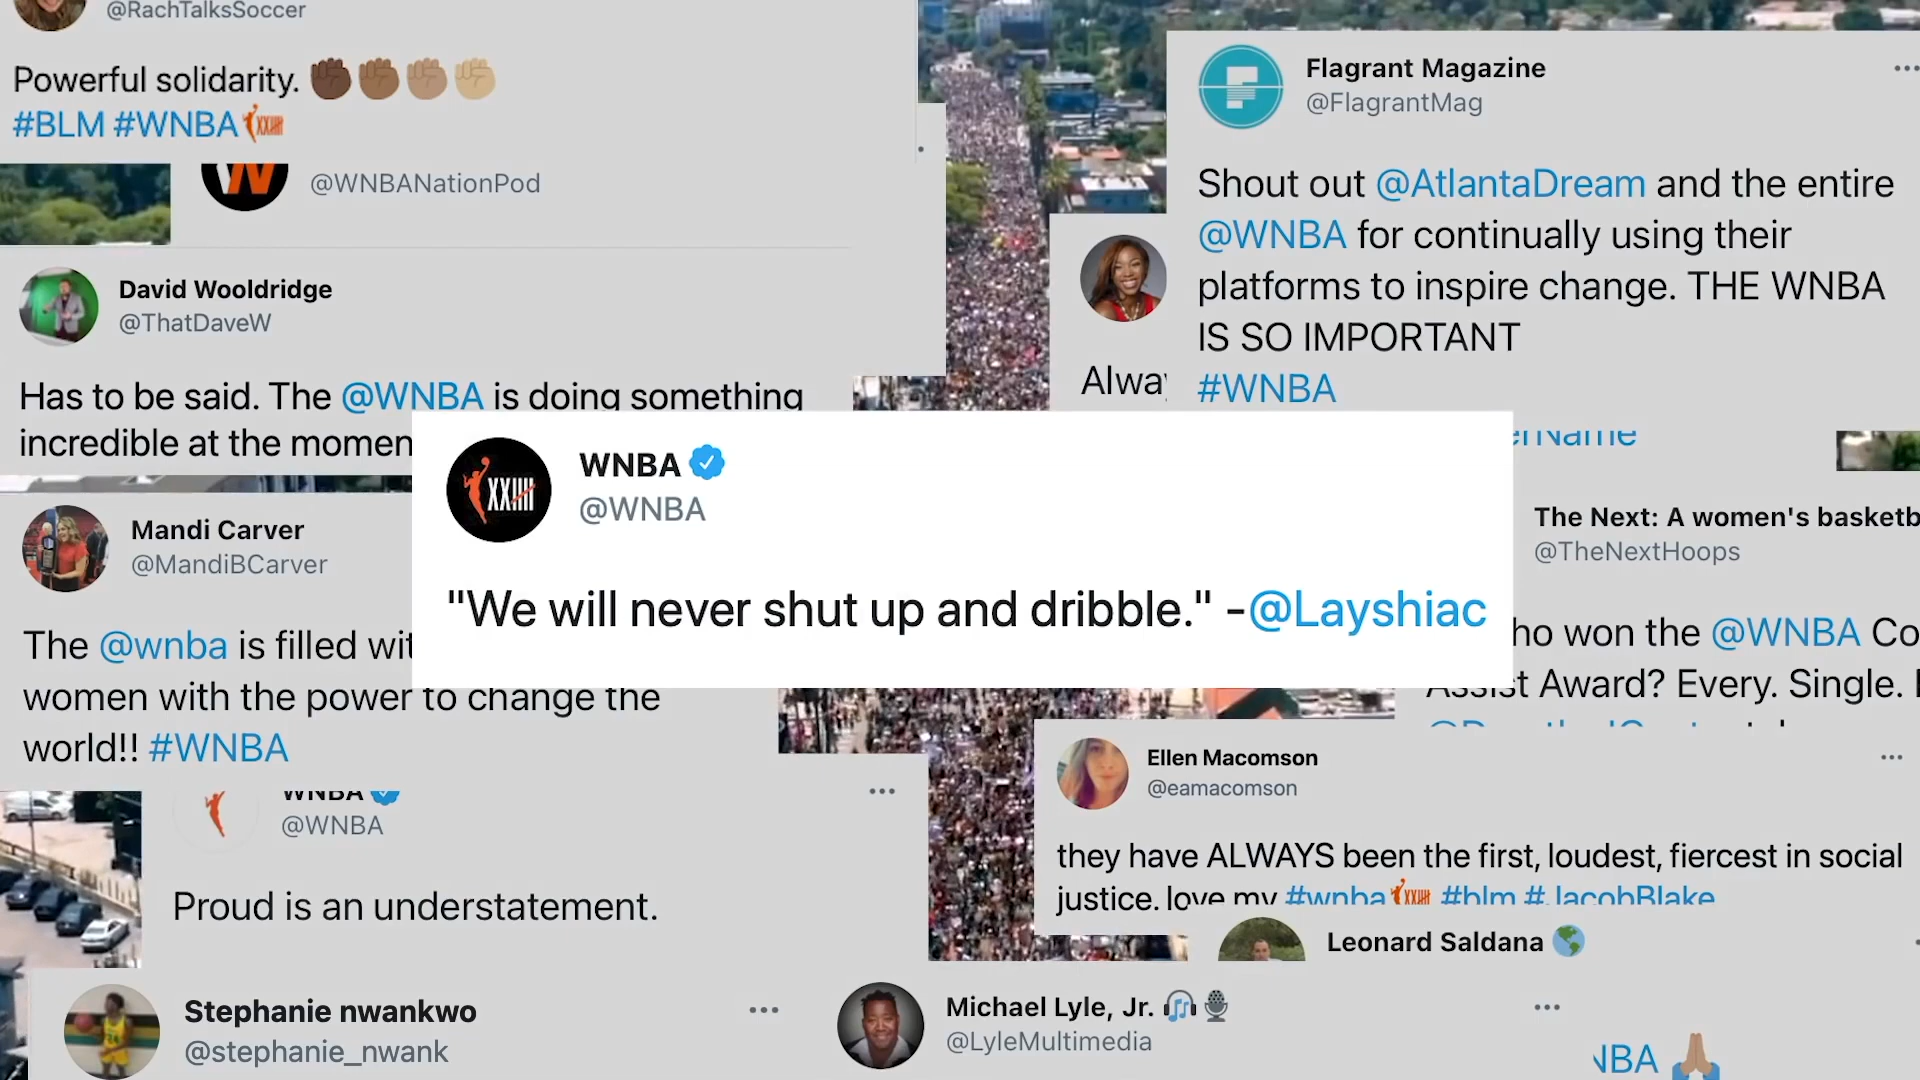 @RachTalksSoccer
Powerful solidarity. ✊🏿✊🏾✊🏽✊🏼
#BLM #WNBA
@WNBANationPod
David Wooldridge
@ThatDaveW
Has to be said. The @WNBA is doing something
incredible at the momen
Mandi Carver
@MandiBCarver
The @wnba is filled wit
women with the power to change the
world!! #WNBA
WNBA
@WNBA
Proud is an understatement.
Stephanie nwankwo
@stephanie_nwank
WNBA
@WNBA
"We will never shut up and dribble." -@Layshiac
Flagrant Magazine
@FlagrantMag
Shout out @AtlantaDream and the entire
@WNBA for continually using their
platforms to inspire change. THE WNBA
IS SO IMPORTANT
#WNBA
Alway
erName
The Next: A women's basketb
@TheNextHoops
ho won the @WNBA Co
Assist Award? Every. Single.
Ellen Macomson
@eamacomson
they have ALWAYS been the first, loudest, fiercest in social
justice. love my #wnba #blm #JacobBlake
Leonard Saldana 🌎
Michael Lyle, Jr. 🎧🎙
@LyleMultimedia
NBA 🙏🏽